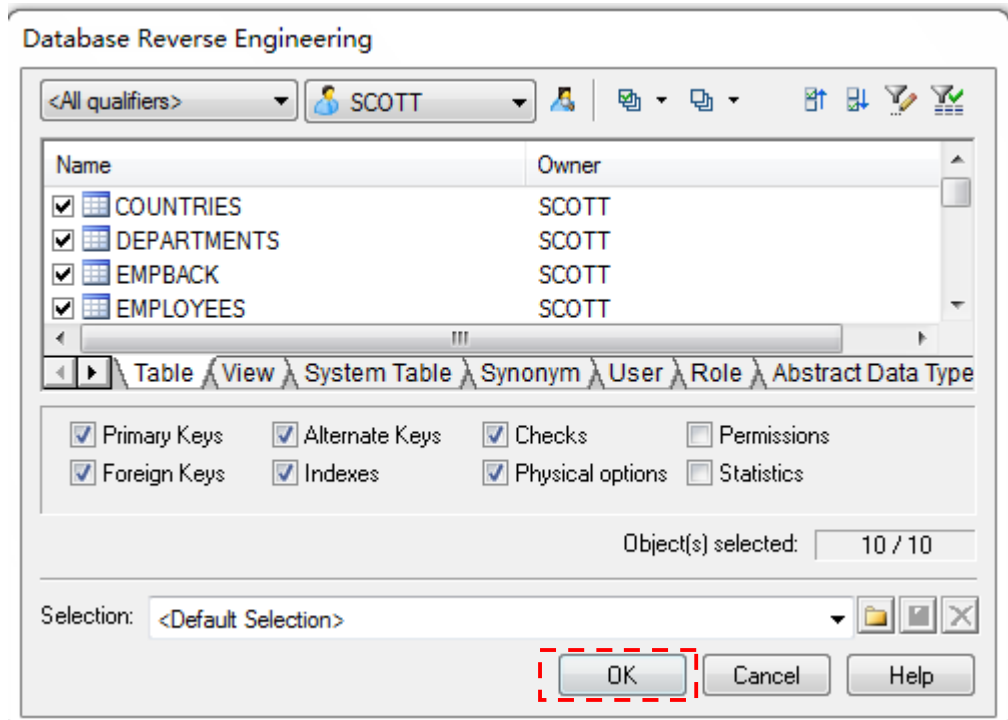 Database Reverse Engineering
<All qualifiers> SCOTT
Name Owner
COUNTRIES SCOTT
DEPARTMENTS SCOTT
EMPBACK SCOTT
EMPLOYEES SCOTT
Table View System Table Synonym User Role Abstract Data Type
Primary Keys Alternate Keys Checks Permissions
Foreign Keys Indexes Physical options Statistics
Object(s) selected: 10 / 10
Selection: <Default Selection>
OK Cancel Help